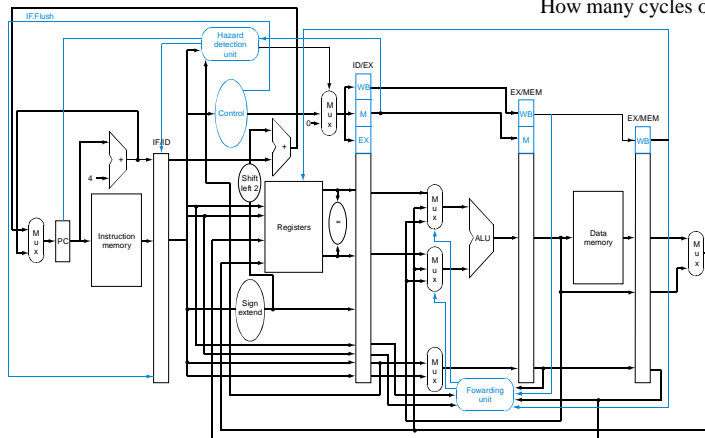 How many cycles o
IF.Flush
Hazard
detection
unit
ID/EX
WB
EX/MEM
M
u
x
Control
M
WB
EX/MEM
0
EX
M
WB
IF/ID
+
+
4
Shift
left 2
M
u
x
PC
Instruction
memory
Registers
=
M
u
x
ALU
M
u
x
Data
memory
M
u
x
Sign
extend
M
u
x
Fowarding
unit